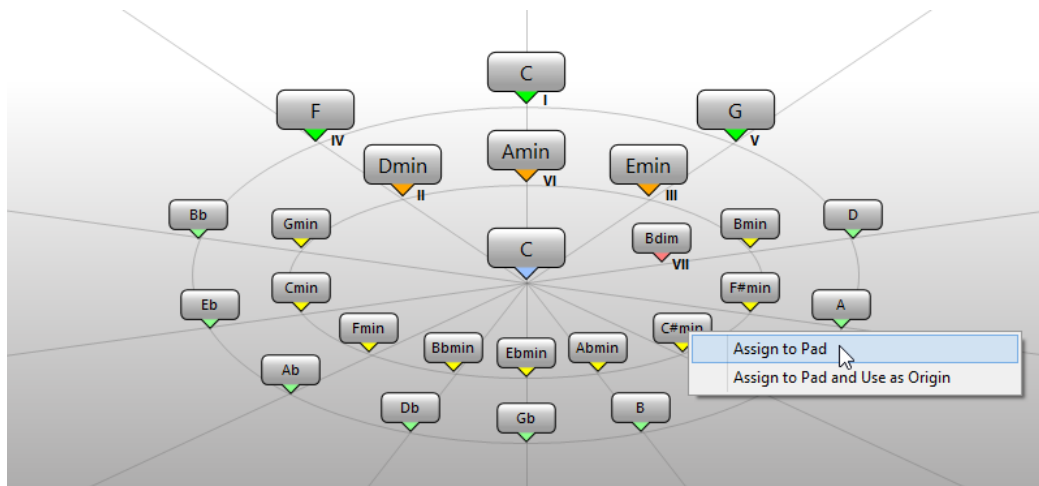 C
I
F
IV
G
V
Amin
VI
Dmin
II
Emin
III
Bb
Gmin
Bmin
D
C
Bdim
VII
Eb
Cmin
F#min
A
Fmin
Bbmin
Ebmin
Abmin
C#min
Assign to Pad
Assign to Pad and Use as Origin
Ab
Db
Gb
B